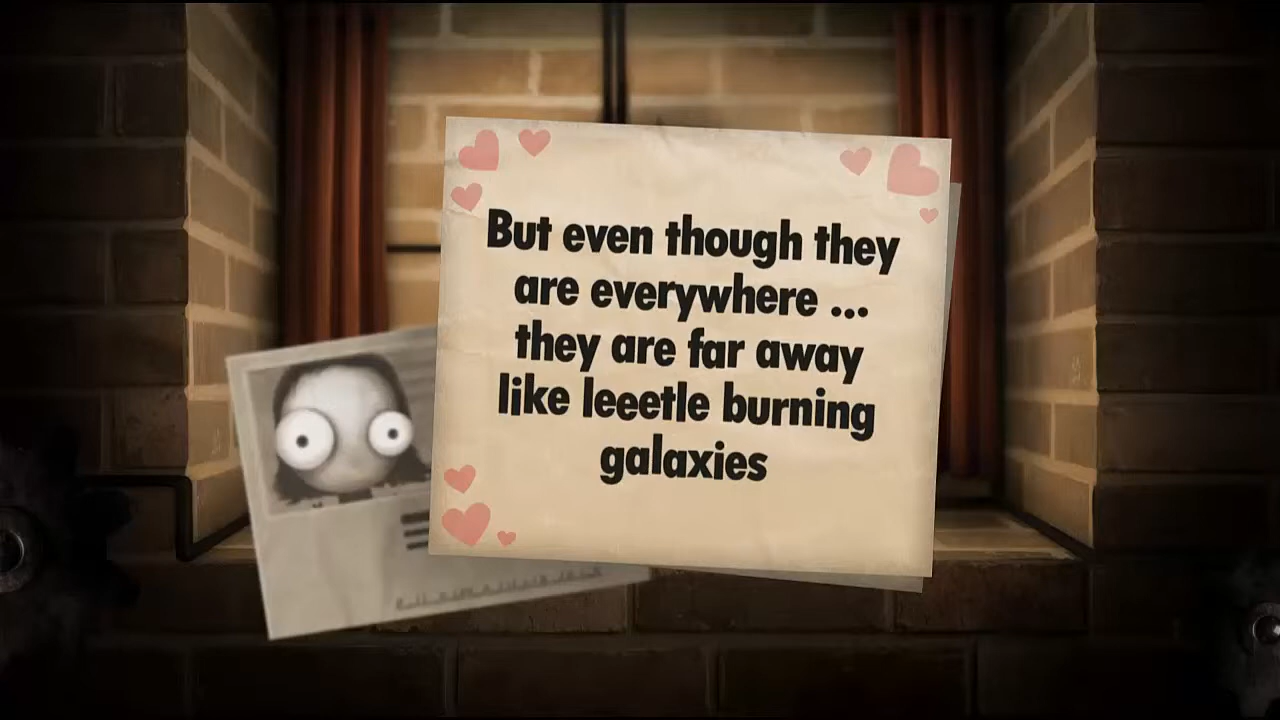 But even though they
are everywhere ...
they are far away
like leeetle burning
galaxies